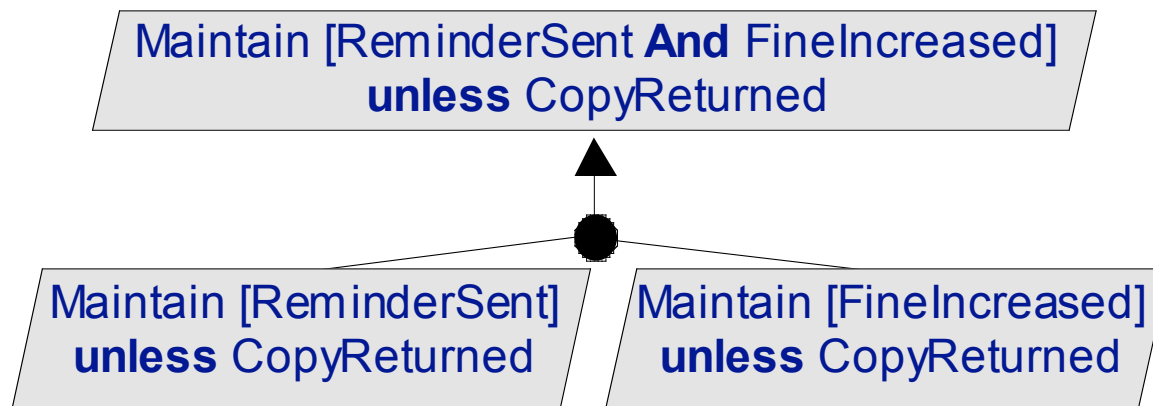 Maintain [ReminderSent And FineIncreased]
unless CopyReturned
Maintain [ReminderSent]
unless CopyReturned
Maintain [FineIncreased]
unless CopyReturned